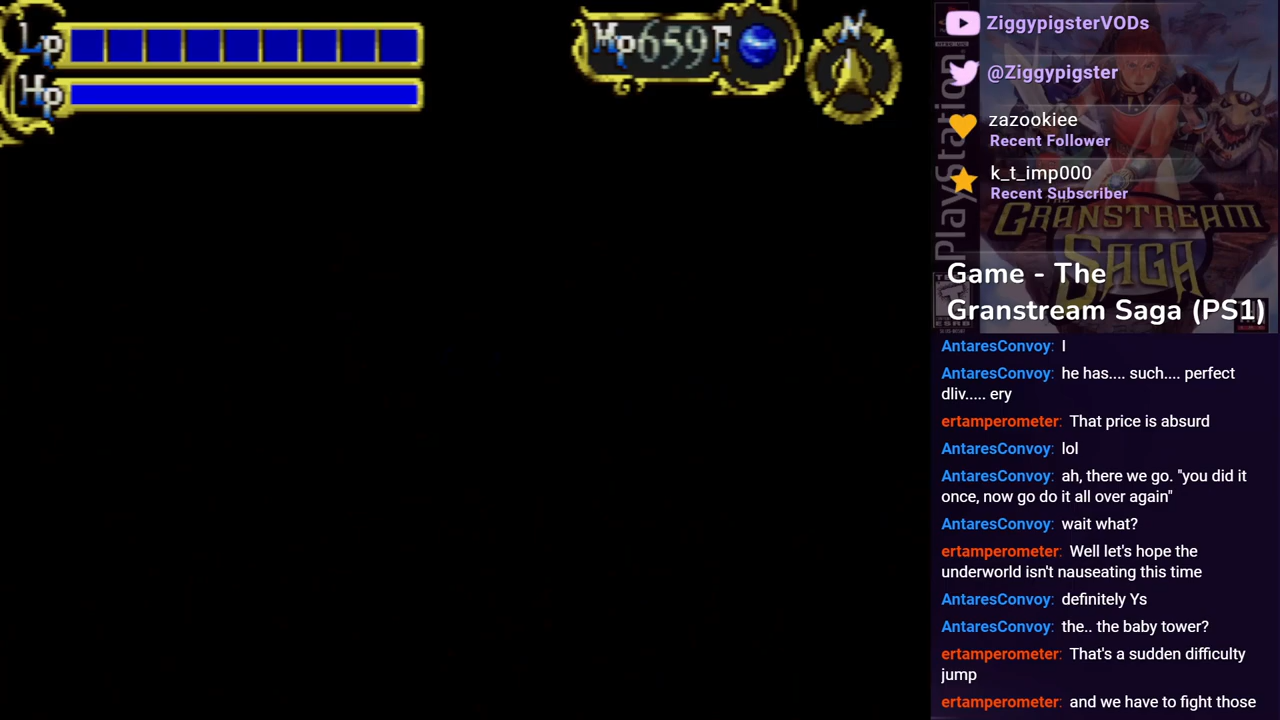 Lp
Hp
Mp 659 F
N
ZiggypigsterVODs
@Ziggypigster
zazookiee
Recent Follower
k_t_imp000
Recent Subscriber
PlayStation
THE
GRANSTREAM
SAGA
Game - The
Granstream Saga (PS1)
AntaresConvoy: I
AntaresConvoy: he has.... such.... perfect
dliv..... ery
ertamperometer: That price is absurd
AntaresConvoy: lol
AntaresConvoy: ah, there we go. "you did it
once, now go do it all over again"
AntaresConvoy: wait what?
ertamperometer: Well let's hope the
underworld isn't nauseating this time
AntaresConvoy: definitely Ys
AntaresConvoy: the.. the baby tower?
ertamperometer: That's a sudden difficulty
jump
ertamperometer: and we have to fight those